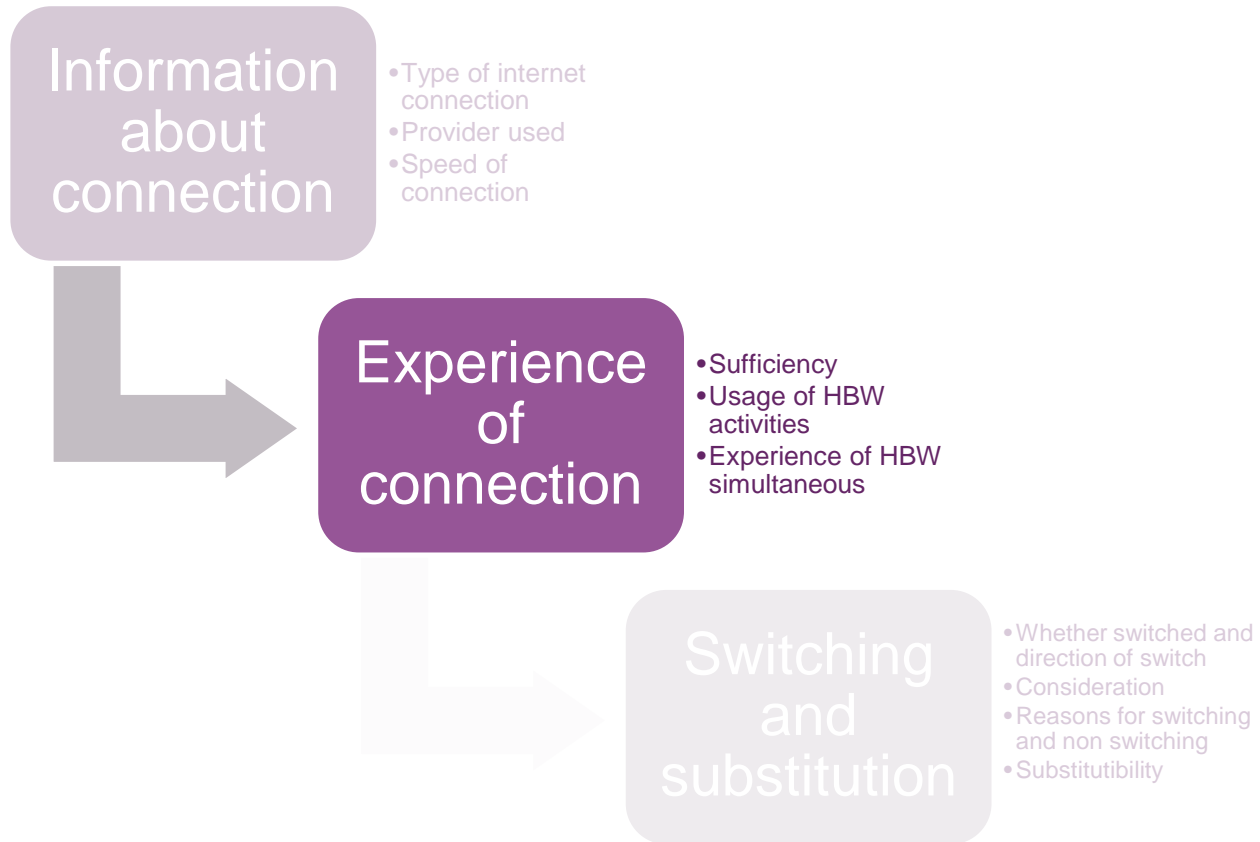 Information
about
connection
•Type of internet
connection
•Provider used
•Speed of
connection
Experience
of
connection
•Sufficiency
•Usage of HBW
activities
•Experience of HBW
simultaneous
Switching
and
substitution
•Whether switched and
direction of switch
•Consideration
•Reasons for switching
and non switching
•Substitutibility